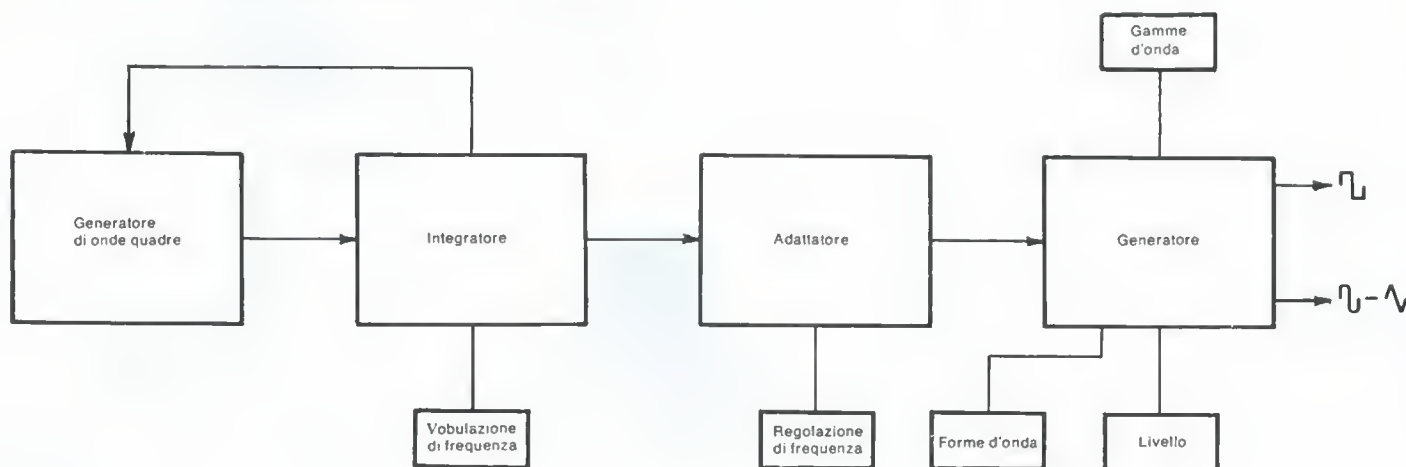 Gamme
d'onda
Generatore
di onde quadre
Integratore
Adattatore
Generatore
Vobulazione
di frequenza
Regolazione
di frequenza
Forme d'onda
Livello